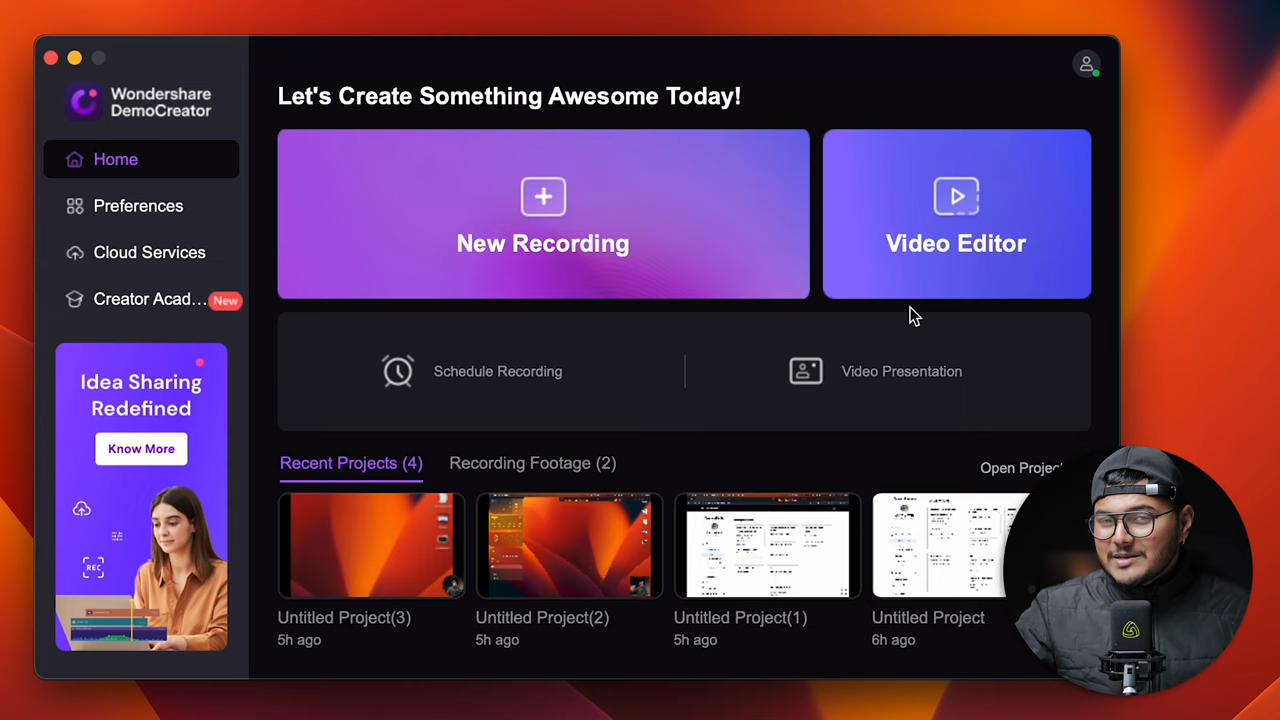 Wondershare
DemoCreator
Home
Preferences
Cloud Services
Creator Acad... New
Idea Sharing
Redefined
Know More
REC
Let's Create Something Awesome Today!
New Recording
Video Editor
Schedule Recording
Video Presentation
Recent Projects (4)
Recording Footage (2)
Open Project
Untitled Project(3)
5h ago
Untitled Project(2)
5h ago
Untitled Project(1)
5h ago
Untitled Project
6h ago